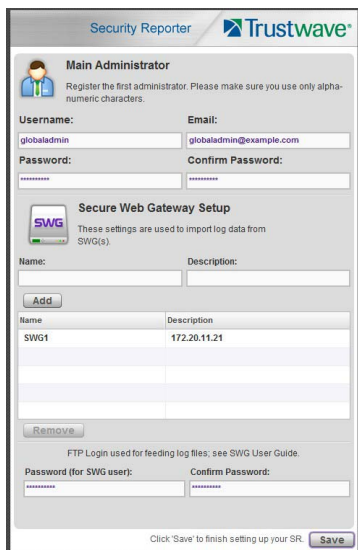 Security Reporter Trustwave®
Main Administrator
Register the first administrator. Please make sure you use only alpha-
numeric characters.
Username: Email:
globaladmin globaladmin@example.com
Password: Confirm Password:
********** **********
SWG
Secure Web Gateway Setup
These settings are used to import log data from
SWG(s).
Name: Description:
Add
Name Description
SWG1 172.20.11.21
Remove
FTP Login used for feeding log files; see SWG User Guide.
Password (for SWG user): Confirm Password:
********** **********
Click 'Save' to finish setting up your SR. Save